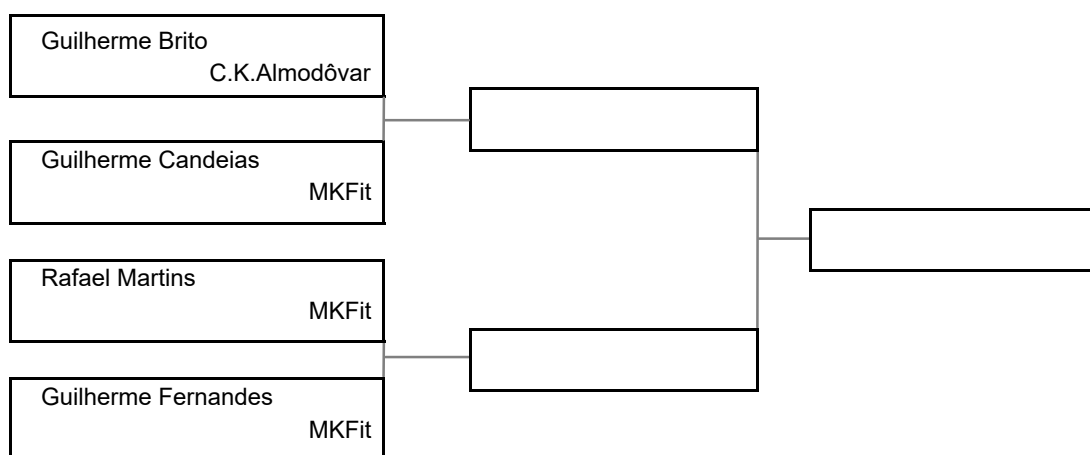 Guilherme Brito
C.K.Almodôvar
Guilherme Candeias
MKFit
Rafael Martins
MKFit
Guilherme Fernandes
MKFit